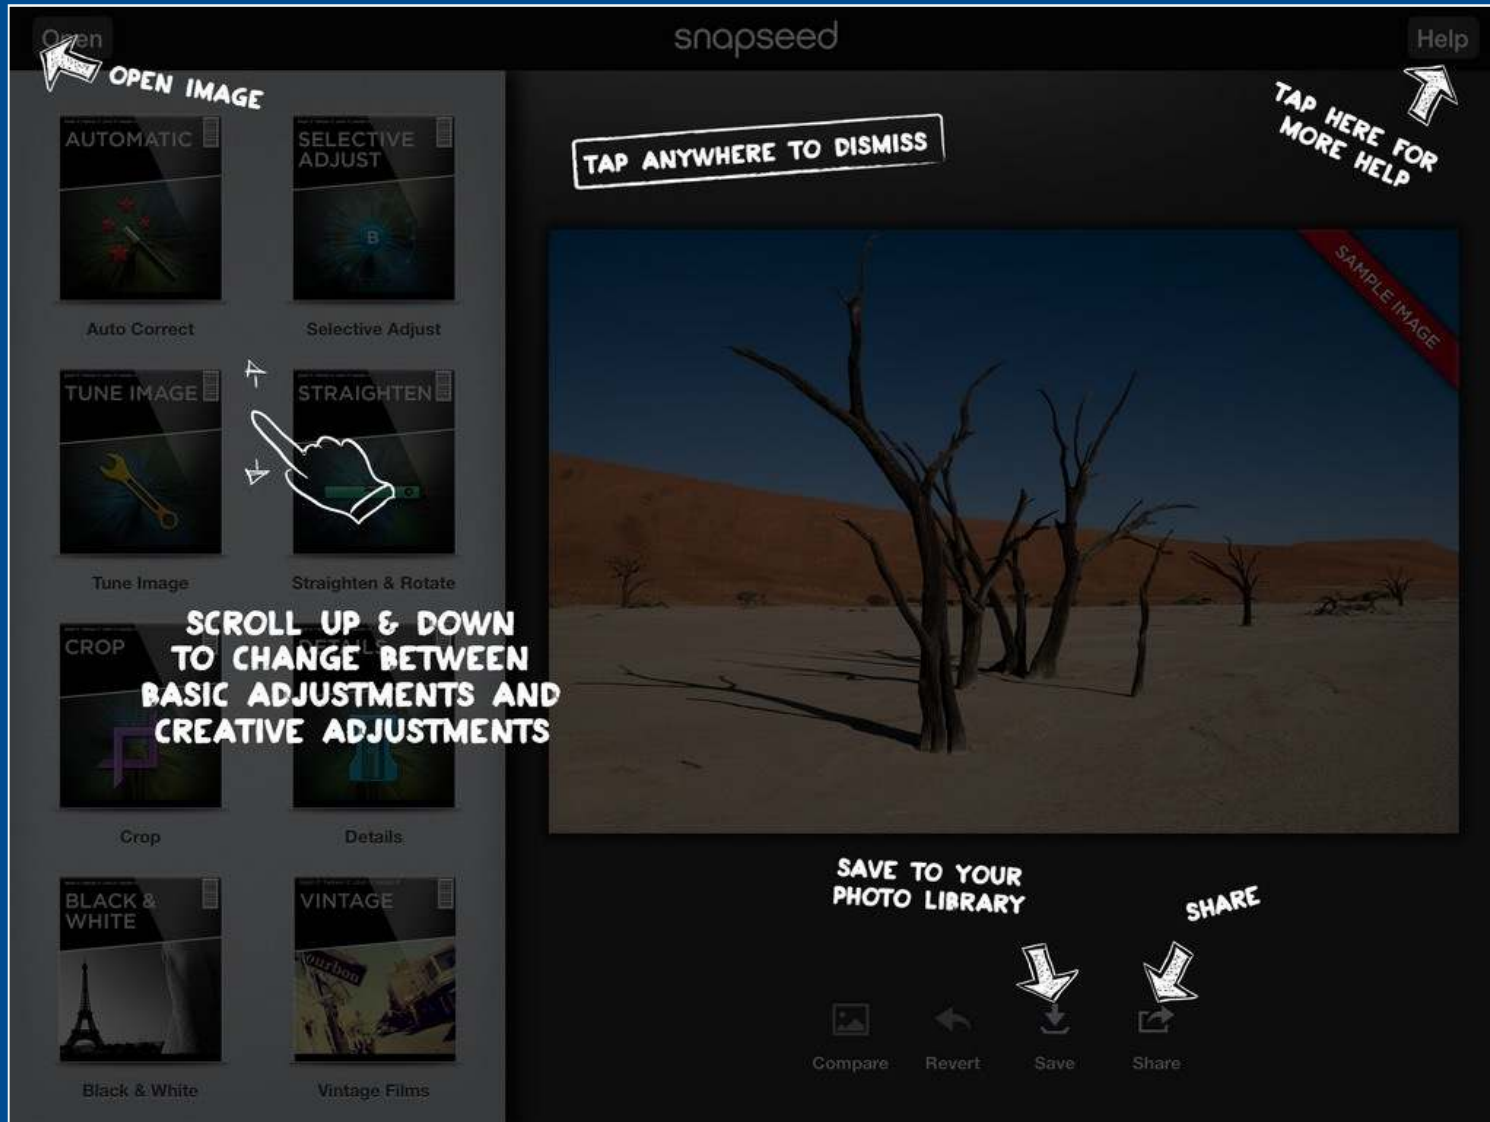 Open
snapseed
Help
OPEN IMAGE
TAP HERE FOR
MORE HELP
TAP ANYWHERE TO DISMISS
AUTOMATIC
SELECTIVE
ADJUST
B
SAMPLE IMAGE
Auto Correct
Selective Adjust
TUNE IMAGE
STRAIGHTEN
Tune Image
Straighten & Rotate
SCROLL UP & DOWN
TO CHANGE BETWEEN
BASIC ADJUSTMENTS AND
CREATIVE ADJUSTMENTS
CROP
DETAILS
Crop
Details
BLACK &
WHITE
VINTAGE
ourbon
Black & White
Vintage Films
SAVE TO YOUR
PHOTO LIBRARY
SHARE
Compare
Revert
Save
Share